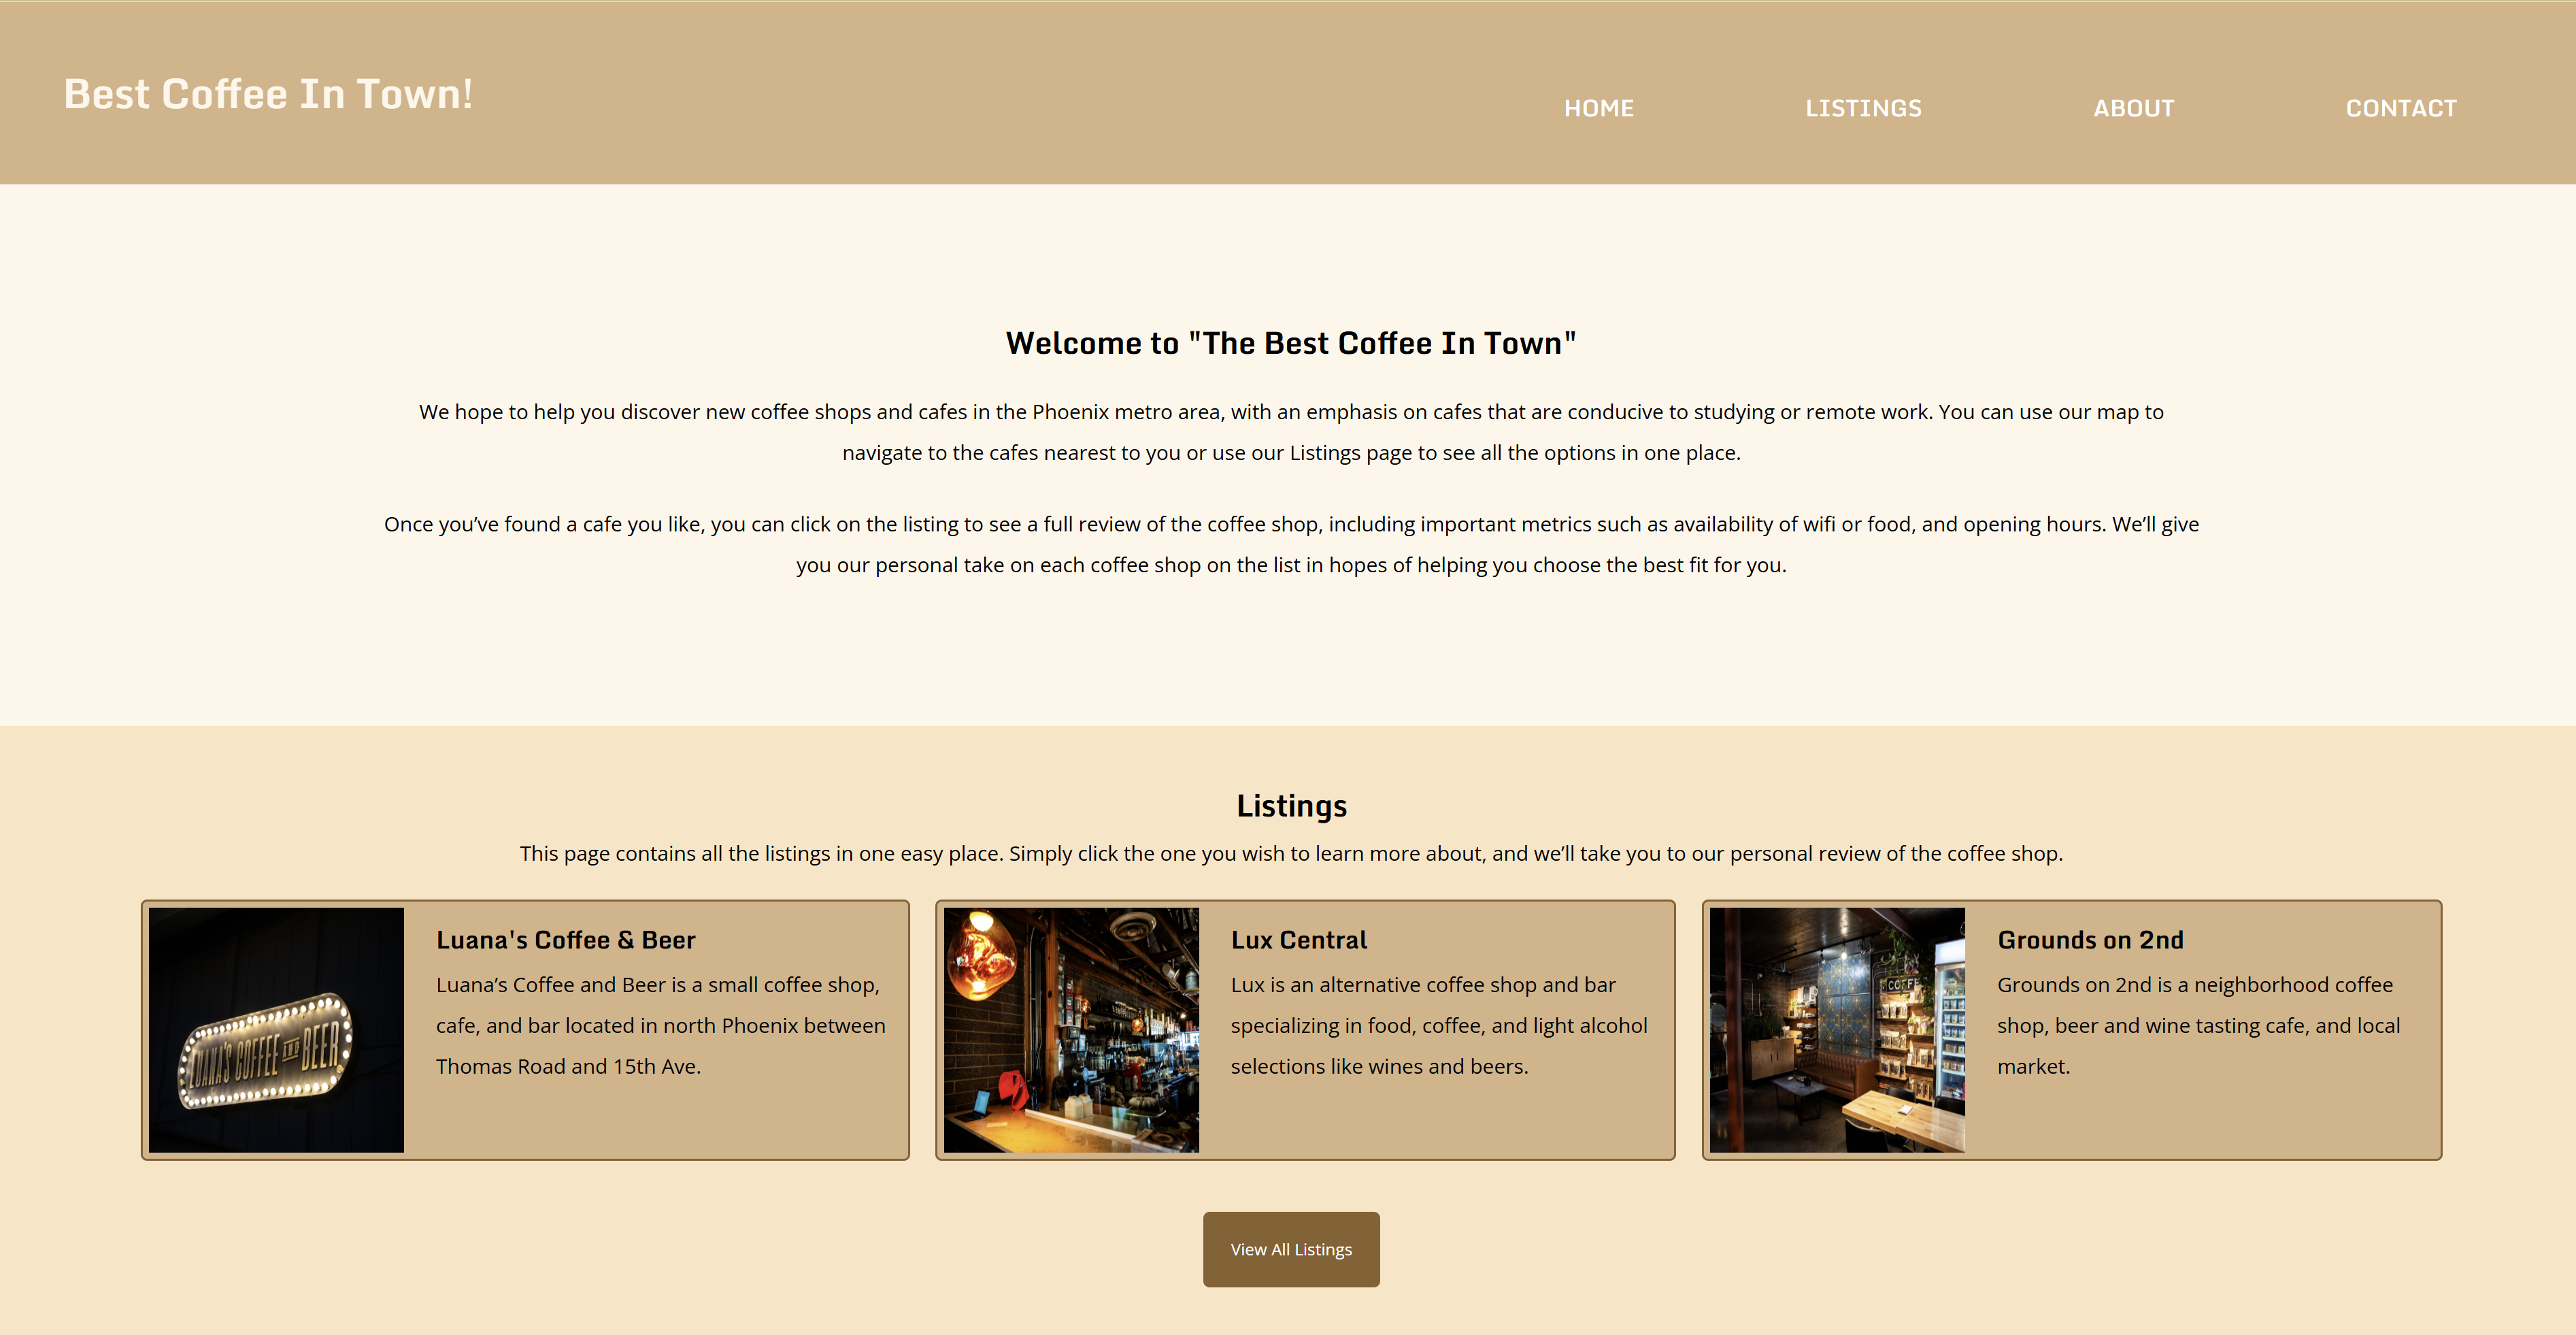 Best Coffee In Town!
HOME LISTINGS ABOUT CONTACT
Welcome to "The Best Coffee In Town"
We hope to help you discover new coffee shops and cafes in the Phoenix metro area, with an emphasis on cafes that are conducive to studying or remote work. You can use our map to
navigate to the cafes nearest to you or use our Listings page to see all the options in one place.
Once you’ve found a cafe you like, you can click on the listing to see a full review of the coffee shop, including important metrics such as availability of wifi or food, and opening hours. We’ll give
you our personal take on each coffee shop on the list in hopes of helping you choose the best fit for you.
Listings
This page contains all the listings in one easy place. Simply click the one you wish to learn more about, and we’ll take you to our personal review of the coffee shop.
LUANA'S COFFEE AND BEER
Luana's Coffee & Beer
Luana’s Coffee and Beer is a small coffee shop,
cafe, and bar located in north Phoenix between
Thomas Road and 15th Ave.
Lux Central
Lux is an alternative coffee shop and bar
specializing in food, coffee, and light alcohol
selections like wines and beers.
COFFE
Grounds on 2nd
Grounds on 2nd is a neighborhood coffee
shop, beer and wine tasting cafe, and local
market.
View All Listings